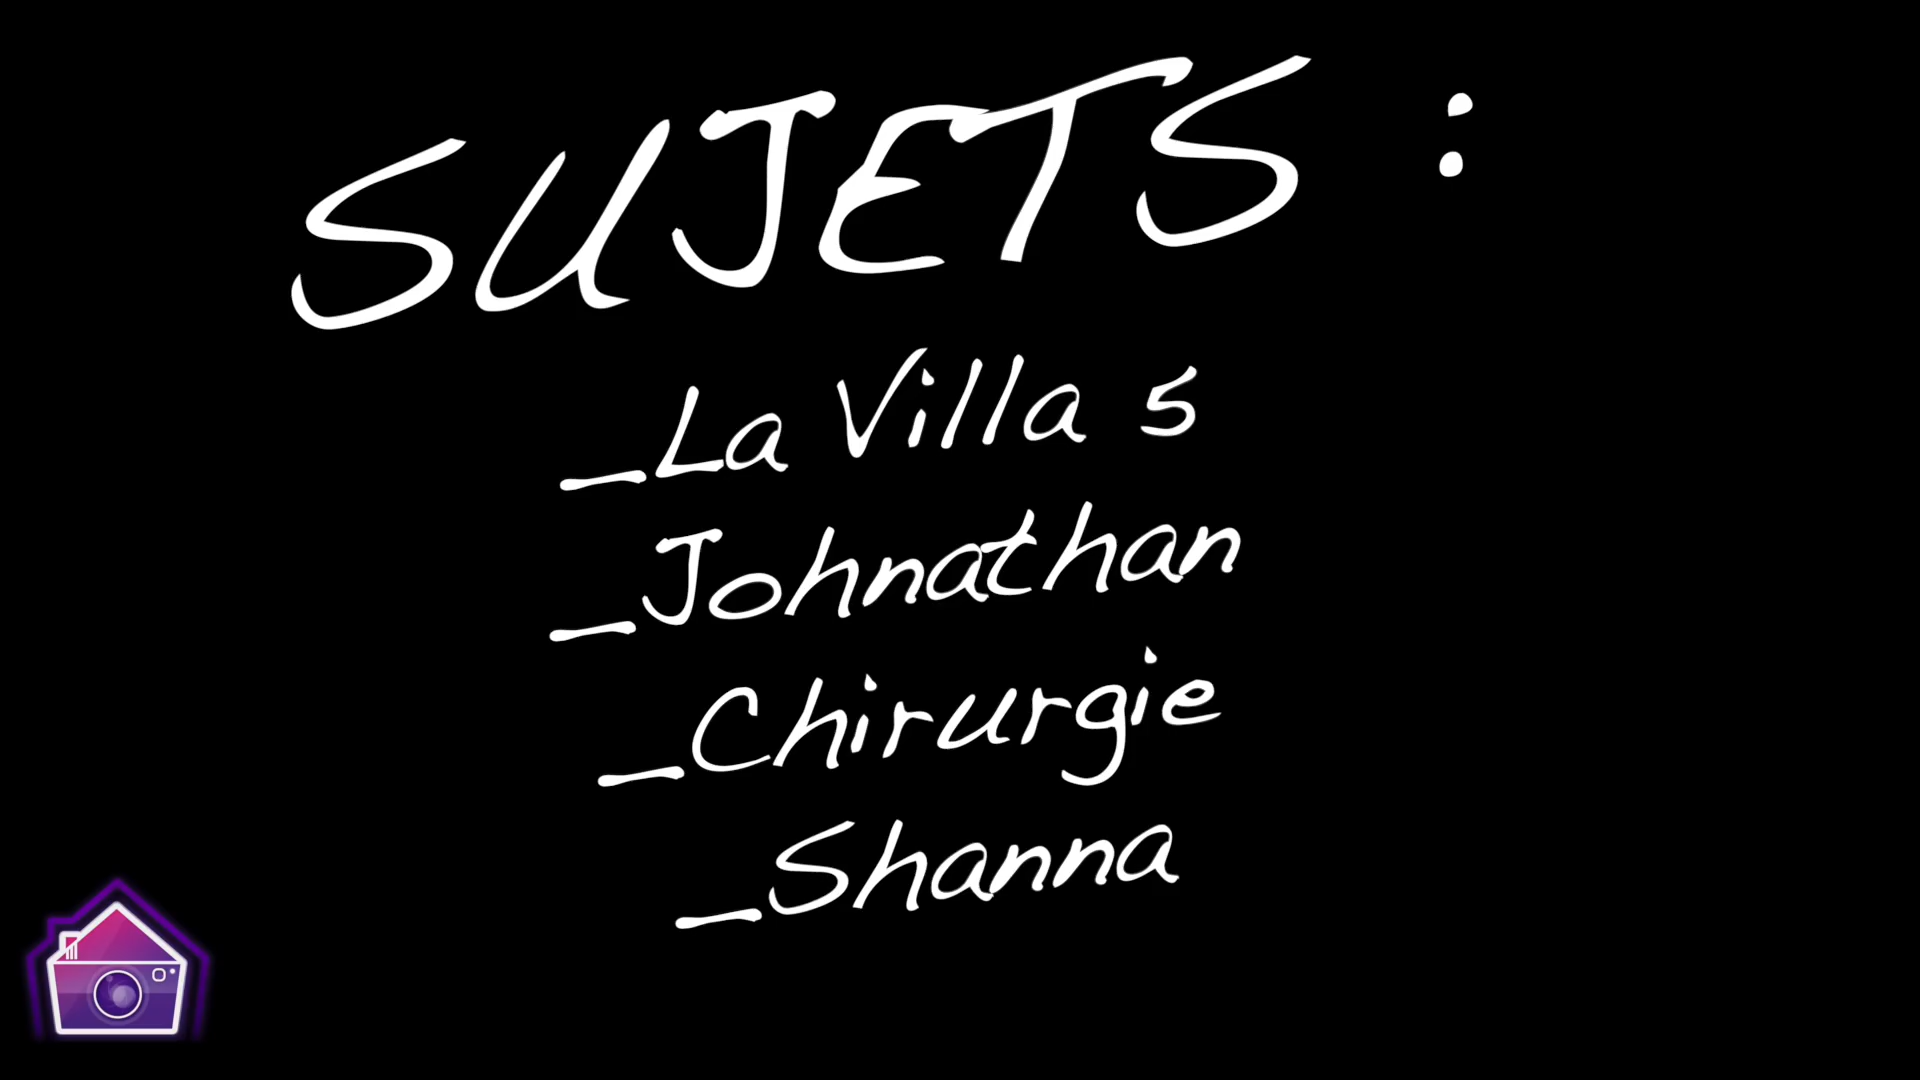 SUJETS :
_La Villa 5
_Johnathan
_Chirurgie
_Shanna